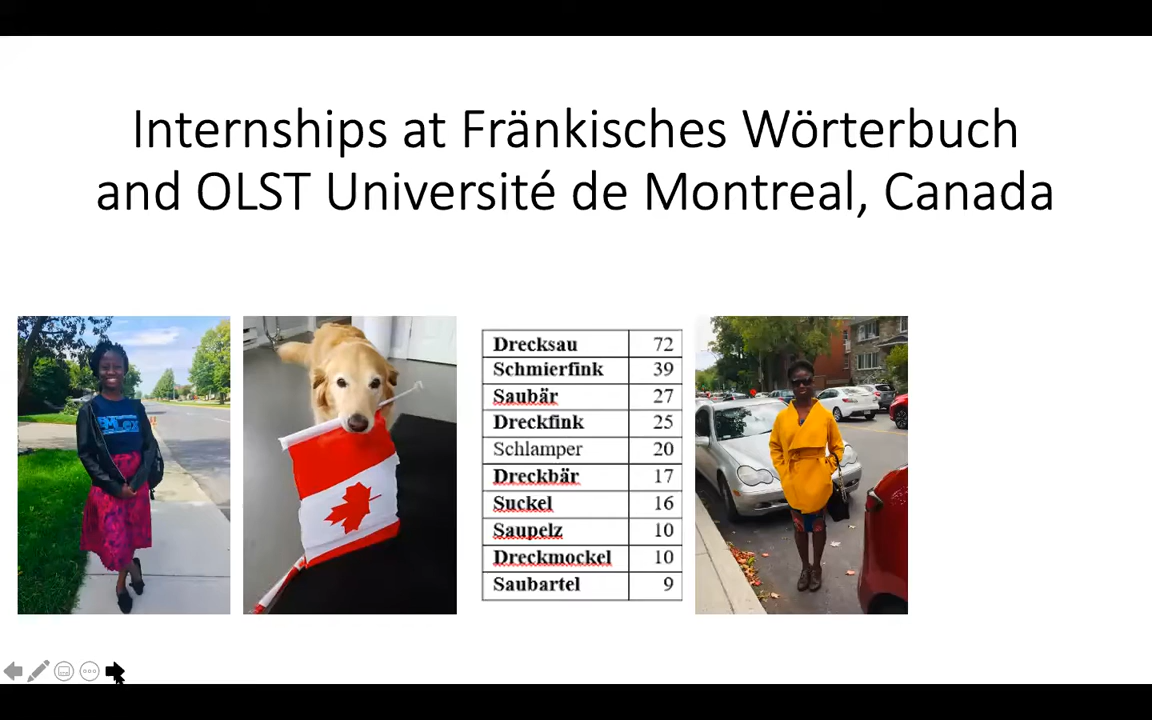 Internships at Fränkisches Wörterbuch
and OLST Université de Montreal, Canada
Drecksau 72
Schmierfink 39
Saubär 27
Dreckfink 25
Schlamper 20
Dreckbär 17
Suckel 16
Saupelz 10
Dreckmockel 10
Saubartel 9